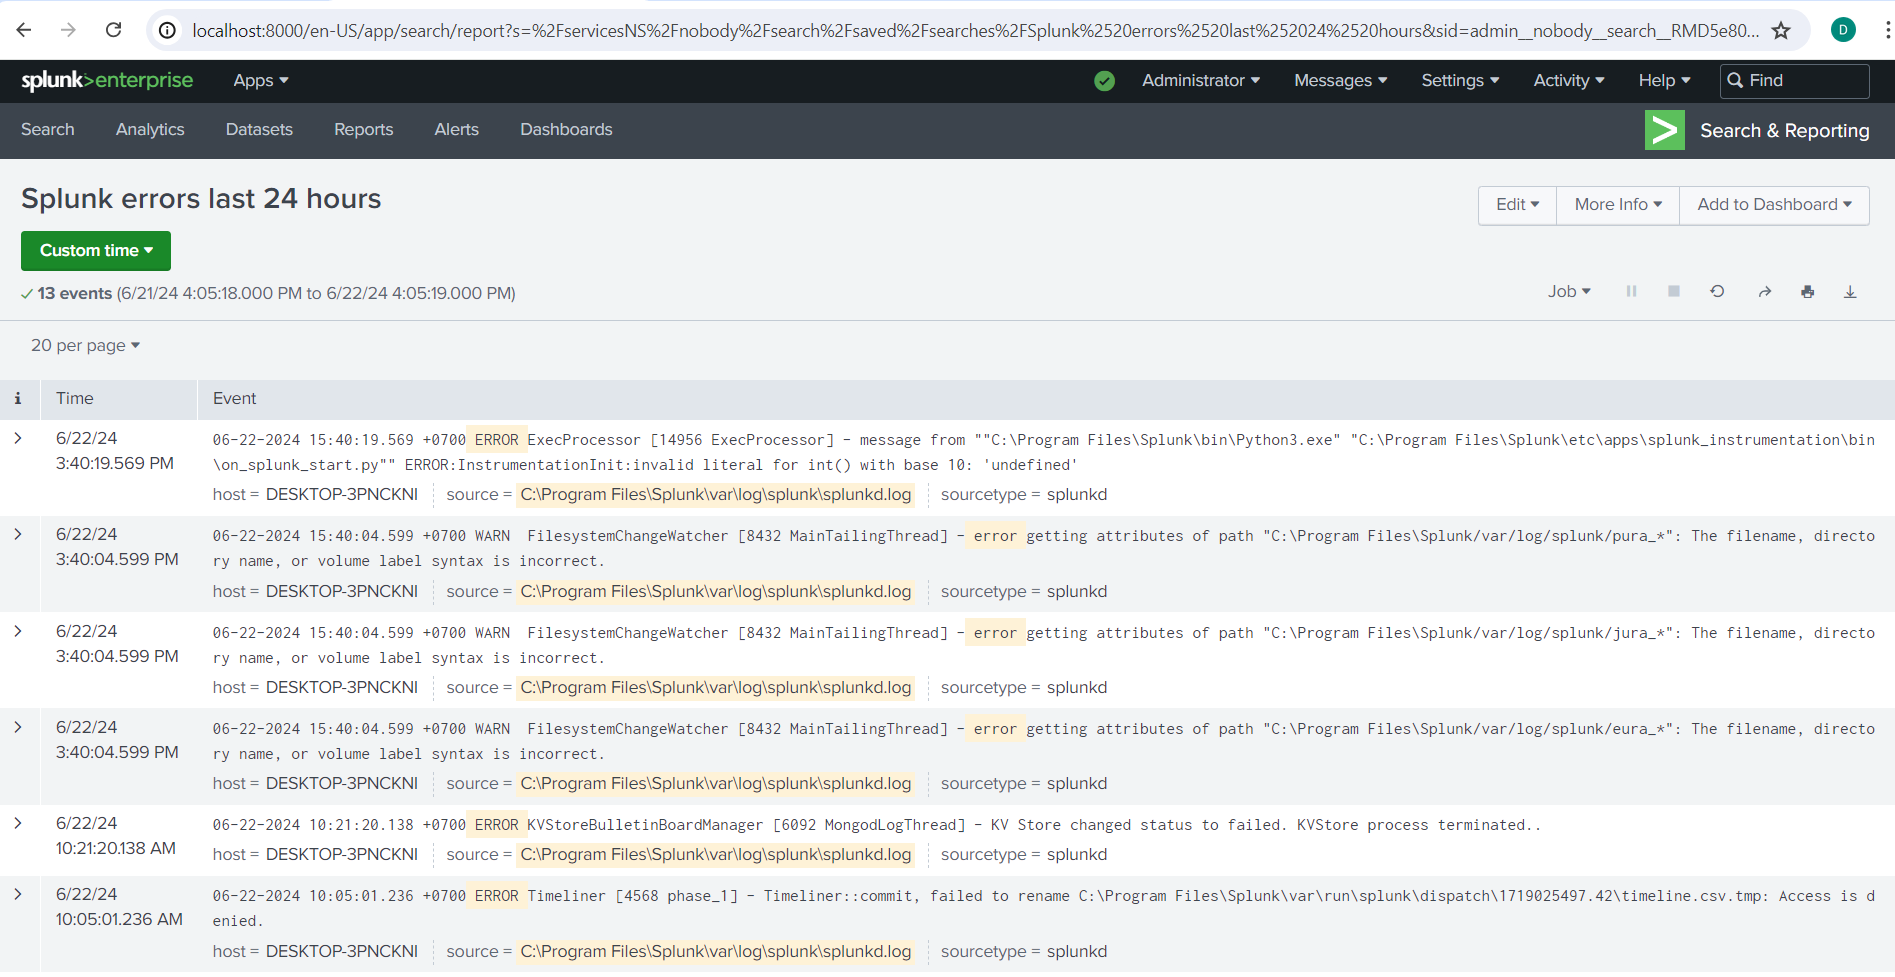 localhost:8000/en-US/app/search/report?s=%2FservicesNS%2Fnobody%2Fsearch%2Fsaved%2Fsearches%2FSplunk%2520errors%2520last%252024%2520hours&sid=admin__nobody__search__RMD5e80...
D
splunk>enterprise Apps Administrator Messages Settings Activity Help Find
Search Analytics Datasets Reports Alerts Dashboards > Search & Reporting
Splunk errors last 24 hours
Edit More Info Add to Dashboard
Custom time
✓ 13 events (6/21/24 4:05:18.000 PM to 6/22/24 4:05:19.000 PM)
Job
20 per page
i Time Event
6/22/24
3:40:19.569 PM
06-22-2024 15:40:19.569 +0700 ERROR ExecProcessor [14956 ExecProcessor] - message from ""C:\Program Files\Splunk\bin\Python3.exe" "C:\Program Files\Splunk\etc\apps\splunk_instrumentation\bin
\on_splunk_start.py"" ERROR:InstrumentationInit:invalid literal for int() with base 10: 'undefined'
host = DESKTOP-3PNCKNI source = C:\Program Files\Splunk\var\log\splunk\splunkd.log sourcetype = splunkd
6/22/24
3:40:04.599 PM
06-22-2024 15:40:04.599 +0700 WARN  FilesystemChangeWatcher [8432 MainTailingThread] - error getting attributes of path "C:\Program Files\Splunk/var/log/splunk/pura_*": The filename, directo
ry name, or volume label syntax is incorrect.
host = DESKTOP-3PNCKNI source = C:\Program Files\Splunk\var\log\splunk\splunkd.log sourcetype = splunkd
6/22/24
3:40:04.599 PM
06-22-2024 15:40:04.599 +0700 WARN  FilesystemChangeWatcher [8432 MainTailingThread] - error getting attributes of path "C:\Program Files\Splunk/var/log/splunk/jura_*": The filename, directo
ry name, or volume label syntax is incorrect.
host = DESKTOP-3PNCKNI source = C:\Program Files\Splunk\var\log\splunk\splunkd.log sourcetype = splunkd
6/22/24
3:40:04.599 PM
06-22-2024 15:40:04.599 +0700 WARN  FilesystemChangeWatcher [8432 MainTailingThread] - error getting attributes of path "C:\Program Files\Splunk/var/log/splunk/eura_*": The filename, directo
ry name, or volume label syntax is incorrect.
host = DESKTOP-3PNCKNI source = C:\Program Files\Splunk\var\log\splunk\splunkd.log sourcetype = splunkd
6/22/24
10:21:20.138 AM
06-22-2024 10:21:20.138 +0700 ERROR KVStoreBulletinBoardManager [6092 MongodLogThread] - KV Store changed status to failed. KVStore process terminated..
host = DESKTOP-3PNCKNI source = C:\Program Files\Splunk\var\log\splunk\splunkd.log sourcetype = splunkd
6/22/24
10:05:01.236 AM
06-22-2024 10:05:01.236 +0700 ERROR Timeliner [4568 phase_1] - Timeliner::commit, failed to rename C:\Program Files\Splunk\var\run\splunk\dispatch\1719025497.42\timeline.csv.tmp: Access is d
enied.
host = DESKTOP-3PNCKNI source = C:\Program Files\Splunk\var\log\splunk\splunkd.log sourcetype = splunkd